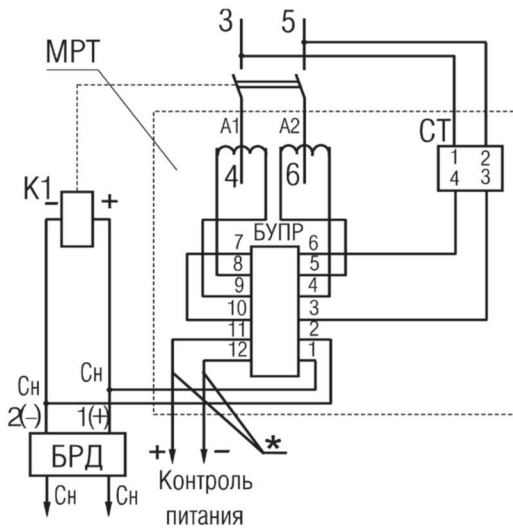 3 5
МРТ
А1 А2
СТ
1 2
4 3
4 6
К1
- +
БУПР
7 6
8 5
9 4
10 3
11 2
12 1
Сн Сн
2(-) 1(+)
БРД
+ - *
Сн Сн
Контроль
питания